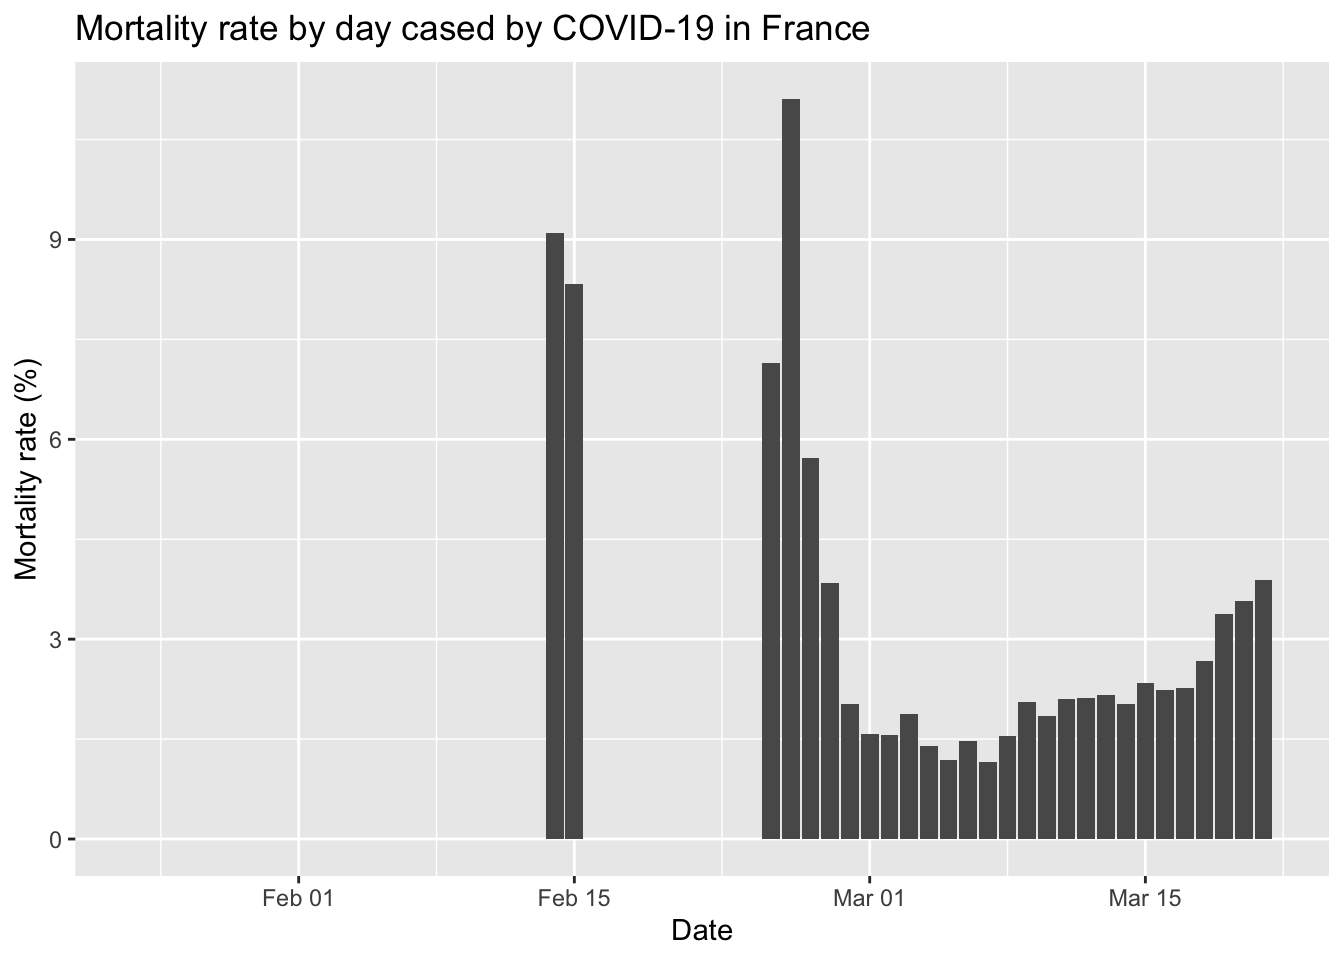 Mortality rate by day cased by COVID-19 in France
Mortality rate (%)
9
6
3
0
Feb 01
Feb 15
Mar 01
Mar 15
Date